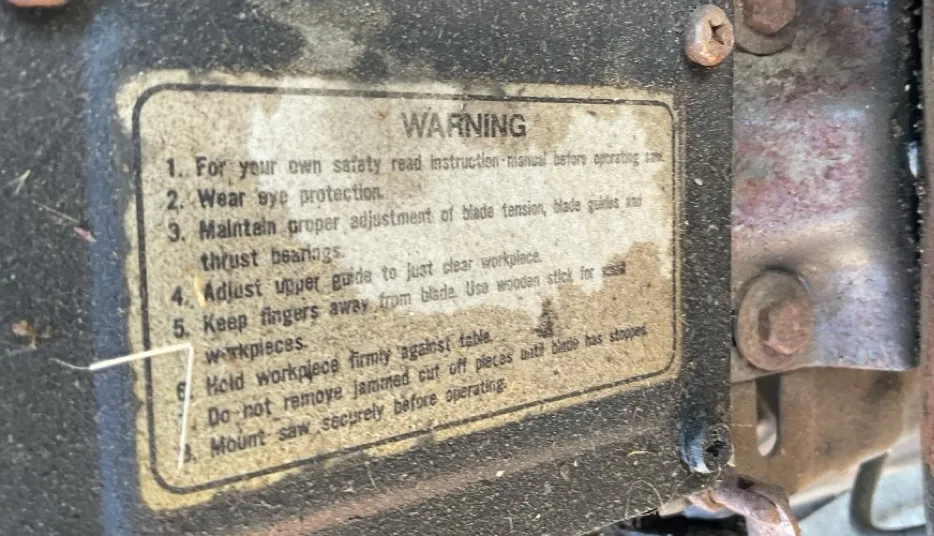 WARNING
1. For your own safety read instruction-manual before operating saw.
2. Wear eye protection.
3. Maintain proper adjustment of blade tension, blade guides and
thrust bearings.
4. Adjust upper guide to just clear workpiece.
5. Keep fingers away from blade. Use wooden stick for small
workpieces.
6. Hold workpiece firmly against table.
7. Do not remove jammed cut off pieces until blade has stopped.
8. Mount saw securely before operating.